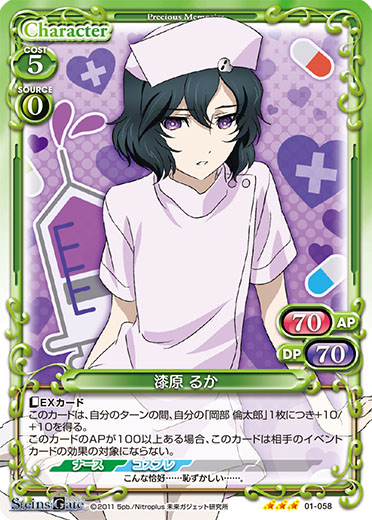 Precious Memories
Character
COST
5
SOURCE
0
70 AP
DP 70
漆原 るか
EXカード
このカードは、自分のターンの間、自分の「岡部 倫太郎」1枚につき+10/
+10を得る。
このカードのAPが100以上ある場合、このカードは相手のイベント
カードの効果の対象にならない。
ナース コスプレ
こんな恰好……恥ずかしい……。
Steins;Gate
©2011 5pb./Nitroplus 未来ガジェット研究所
01-058